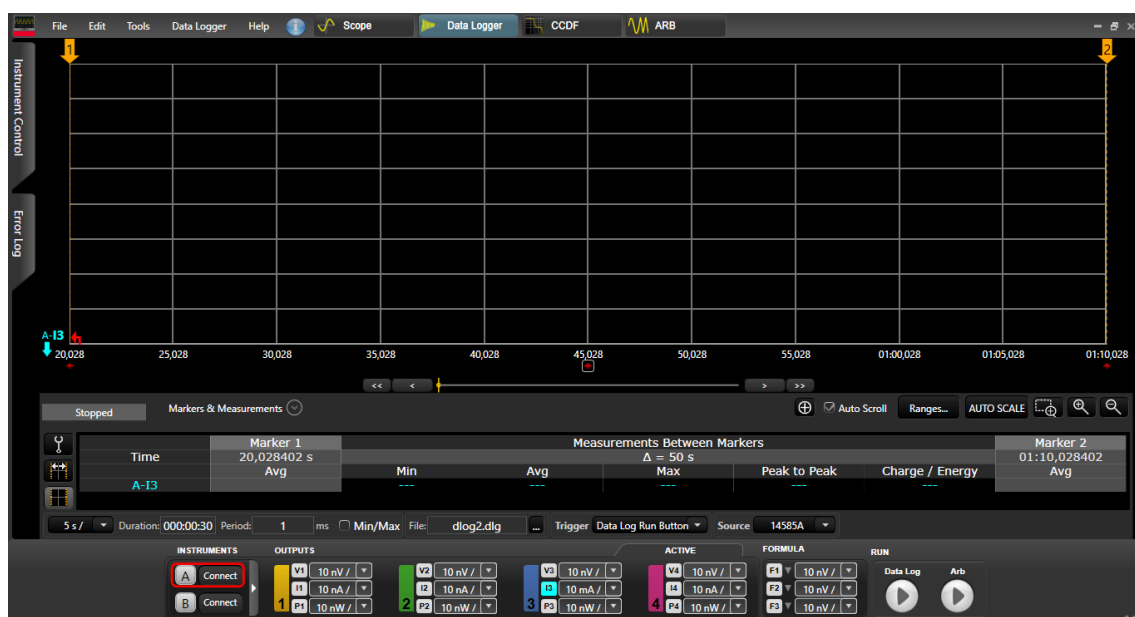 File Edit Tools Data Logger Help Scope Data Logger CCDF ARB
1 2
Instrument Control
Error Log
A-I3
20,028 25,028 30,028 35,028 40,028 45,028 50,028 55,028 01:00,028 01:05,028 01:10,028
<< < > >>
Stopped Markers & Measurements Auto Scroll Ranges... AUTO SCALE
Marker 1 Measurements Between Markers Marker 2
Time 20,028402 s Δ = 50 s 01:10,028402
Avg Min Avg Max Peak to Peak Charge / Energy Avg
A-I3 --- --- --- --- ---
5 s/ Duration: 000:00:30 Period: 1 ms Min/Max File: dlog2.dlg ... Trigger Data Log Run Button Source 14585A
INSTRUMENTS OUTPUTS ACTIVE FORMULA RUN
A Connect V1 10 nV / V2 10 nV / V3 10 nV / V4 10 nV / F1 10 nV / Data Log Arb
I1 10 nA / I2 10 nA / I3 10 mA / I4 10 nA / F2 10 nV /
B Connect 1 P1 10 nW / 2 P2 10 nW / 3 P3 10 nW / 4 P4 10 nW / F3 10 nV /